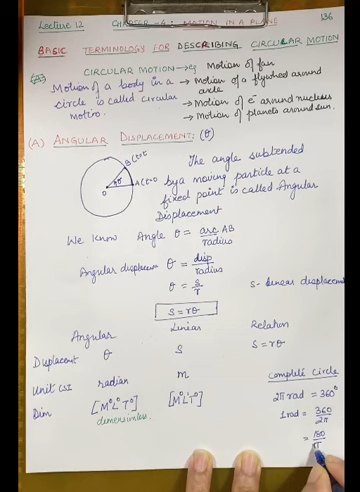 Lecture 12 CHAPTER-4: MOTION IN A PLANE 136
BASIC TERMINOLOGY FOR DESCRIBING CIRCULAR MOTION
CIRCULAR MOTION → eg Motion of fan
Motion of a body in a → Motion of a flywheel around
circle is called circular axle
motion. → Motion of e⁻ around nucleus
→ Motion of planets around sun.
(A) ANGULAR DISPLACEMENT: (θ)
B(t=t)
θ
O
A(t=0)
The angle subtended
by a moving particle at a
fixed point is called Angular
Displacement
We know Angle θ = arc AB / radius
Angular displacement θ = disp / radius
θ = s / r
S - Linear displacement
S = rθ
Angular Linear Relation
Displacement θ S S = rθ
Unit (SI) radian m
Dim [M⁰L⁰T⁰] [M⁰L¹T⁰]
dimensionless.
Complete Circle
2π rad = 360°
1 rad = 360 / 2π
= 180 / π